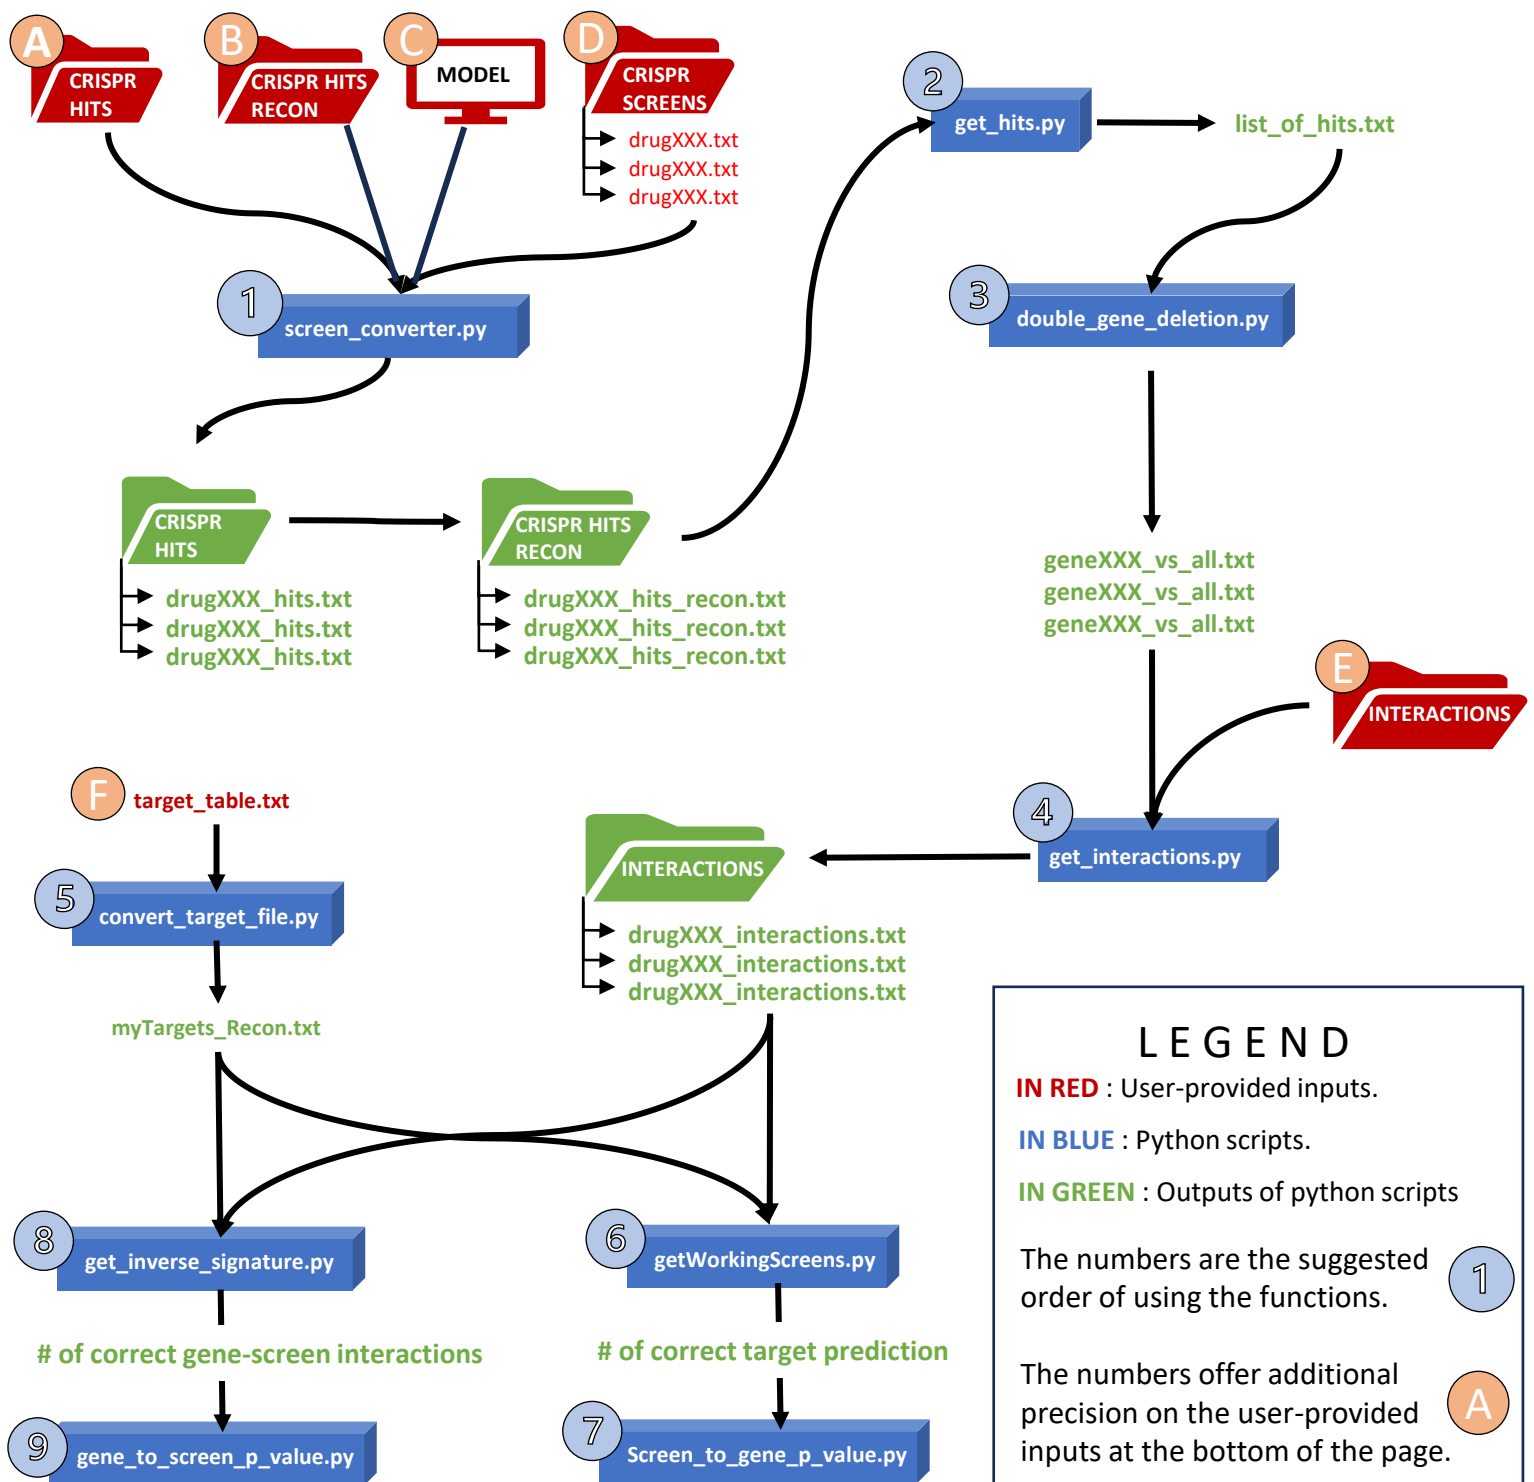 A
CRISPR
HITS
B
CRISPR HITS
RECON
C
MODEL
D
CRISPR
SCREENS
drugXXX.txt
drugXXX.txt
drugXXX.txt
1
screen_converter.py
2
get_hits.py
list_of_hits.txt
3
double_gene_deletion.py
CRISPR
HITS
drugXXX_hits.txt
drugXXX_hits.txt
drugXXX_hits.txt
CRISPR HITS
RECON
drugXXX_hits_recon.txt
drugXXX_hits_recon.txt
drugXXX_hits_recon.txt
geneXXX_vs_all.txt
geneXXX_vs_all.txt
geneXXX_vs_all.txt
E
INTERACTIONS
4
get_interactions.py
INTERACTIONS
drugXXX_interactions.txt
drugXXX_interactions.txt
drugXXX_interactions.txt
F
target_table.txt
5
convert_target_file.py
myTargets_Recon.txt
8
get_inverse_signature.py
6
getWorkingScreens.py
# of correct gene-screen interactions
# of correct target prediction
9
gene_to_screen_p_value.py
7
Screen_to_gene_p_value.py
LEGEND
IN RED : User-provided inputs.
IN BLUE : Python scripts.
IN GREEN : Outputs of python scripts
The numbers are the suggested
order of using the functions.
1
The numbers offer additional
precision on the user-provided
inputs at the bottom of the page.
A